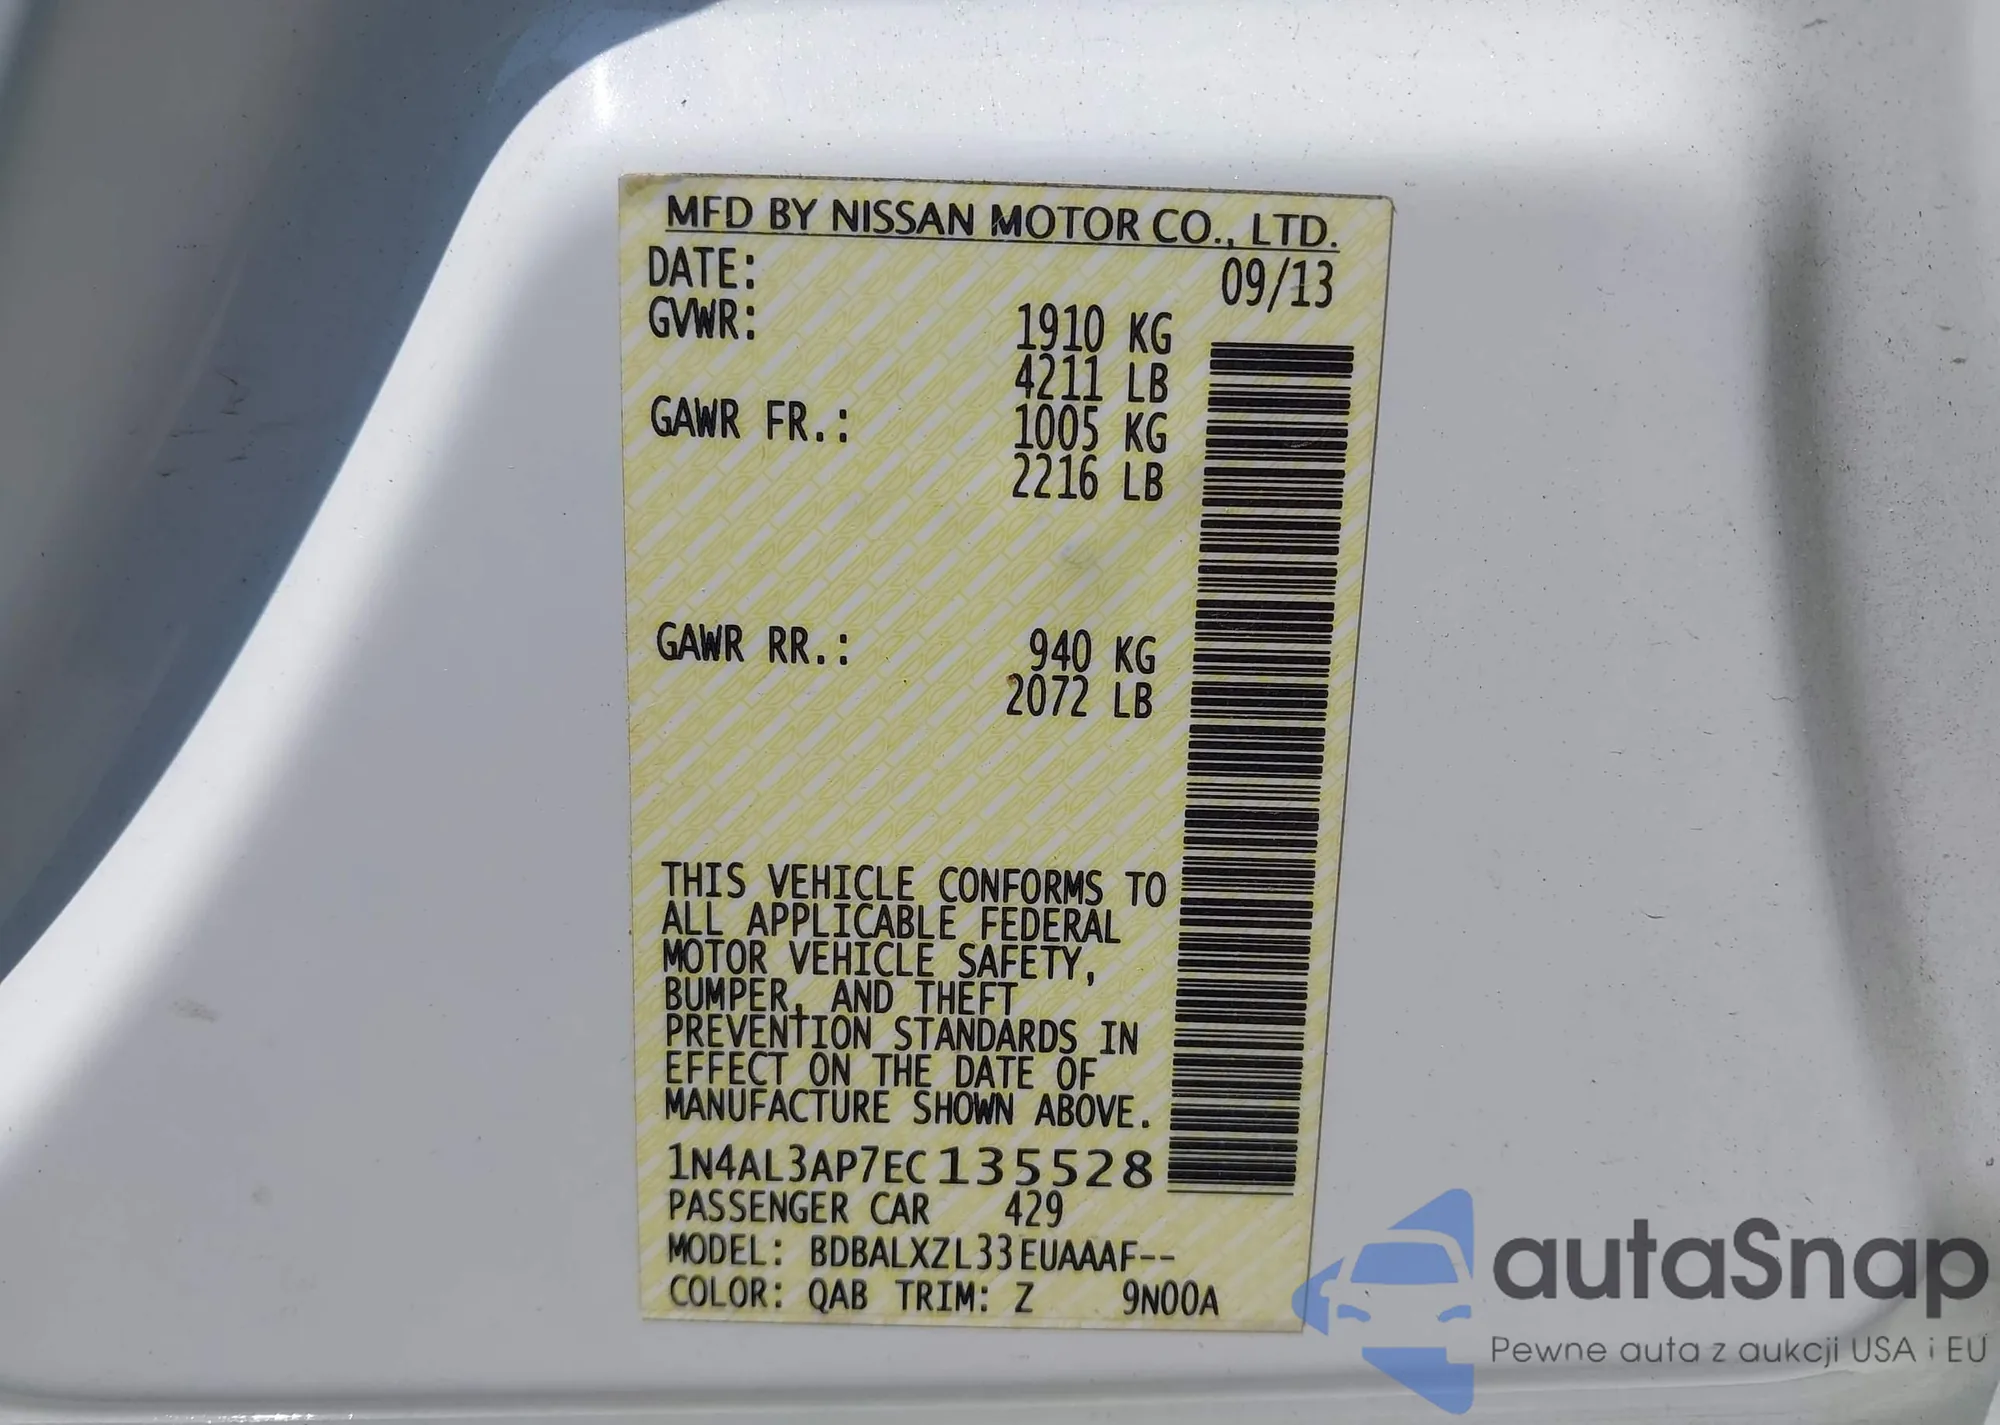 MFD BY NISSAN MOTOR CO., LTD.
DATE: 09/13
GVWR: 1910 KG
4211 LB
GAWR FR.: 1005 KG
2216 LB
GAWR RR.: 940 KG
2072 LB
THIS VEHICLE CONFORMS TO
ALL APPLICABLE FEDERAL
MOTOR VEHICLE SAFETY,
BUMPER, AND THEFT
PREVENTION STANDARDS IN
EFFECT ON THE DATE OF
MANUFACTURE SHOWN ABOVE.
1N4AL3AP7EC135528
PASSENGER CAR 429
MODEL: BDBALXZL33EUAAAF--
COLOR: QAB TRIM: Z 9N00A
autaSnap
Pewne auta z aukcji USA i EU